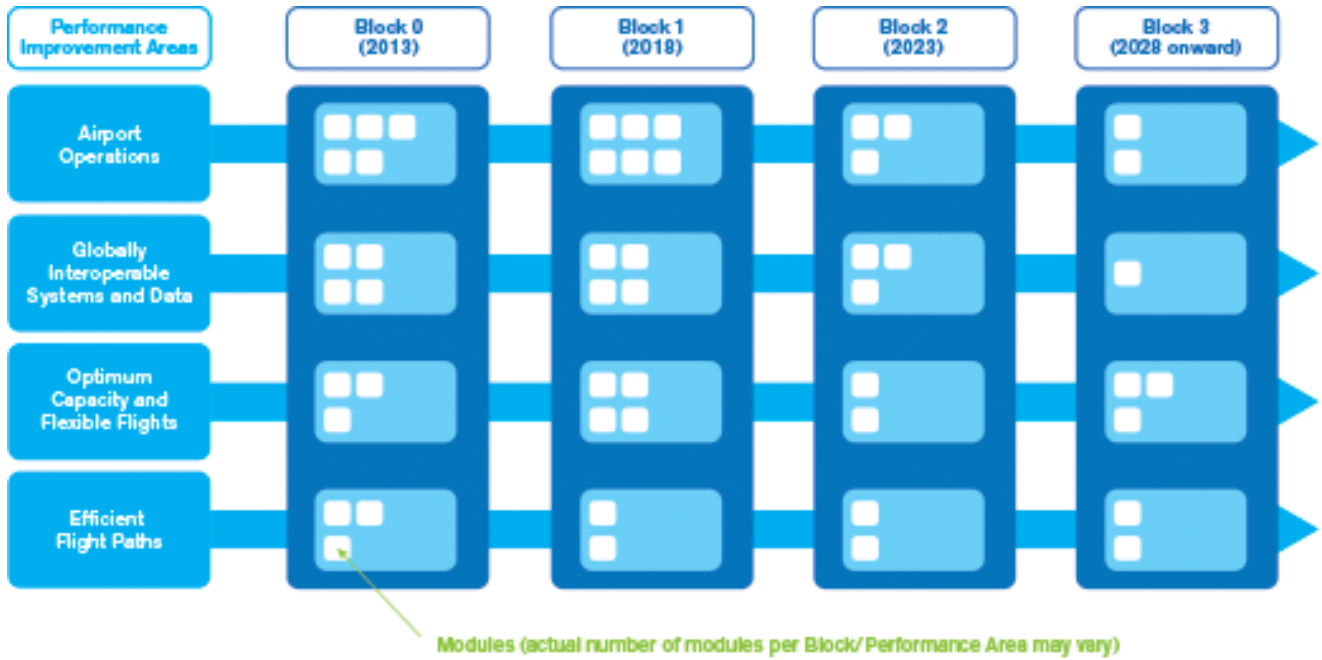 Performance
Improvement Areas
Block 0
(2013)
Block 1
(2018)
Block 2
(2023)
Block 3
(2028 onward)
Airport
Operations
Globally
Interoperable
Systems and Data
Optimum
Capacity and
Flexible Flights
Efficient
Flight Paths
Modules (actual number of modules per Block/Performance Area may vary)